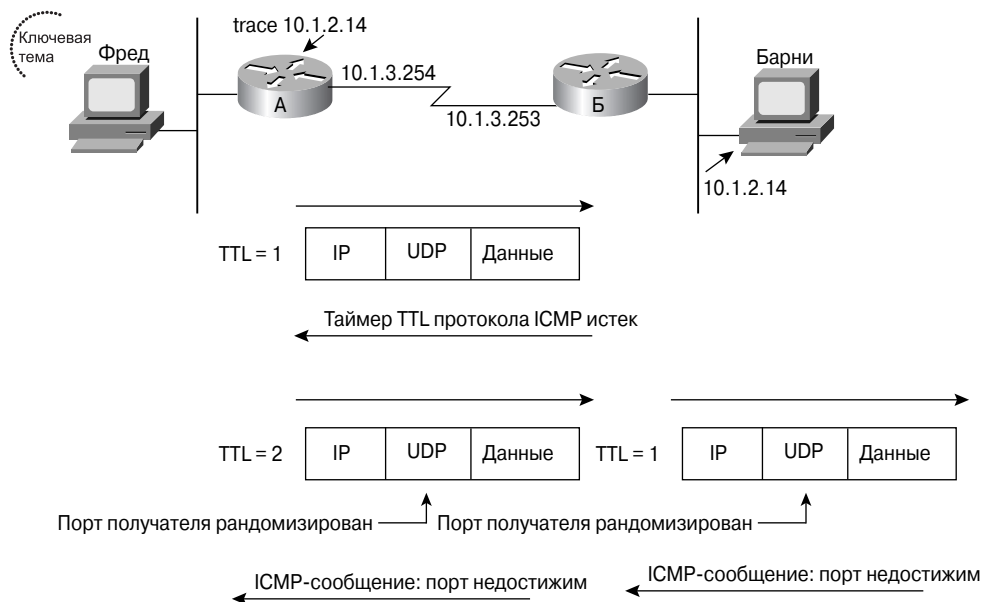 Ключевая
тема
trace 10.1.2.14
Фред
Барни
10.1.3.254
А
Б
10.1.3.253
10.1.2.14
TTL = 1
IP
UDP
Данные
Таймер TTL протокола ICMP истек
TTL = 2
IP
UDP
Данные
TTL = 1
IP
UDP
Данные
Порт получателя рандомизирован
Порт получателя рандомизирован
ICMP-сообщение: порт недостижим
ICMP-сообщение: порт недостижим